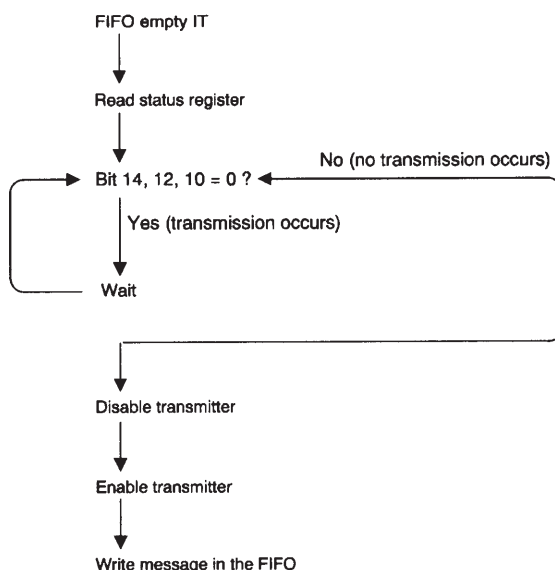 FIFO empty IT
Read status register
No (no transmission occurs)
Bit 14, 12, 10 = 0 ?
Yes (transmission occurs)
Wait
Disable transmitter
Enable transmitter
Write message in the FIFO